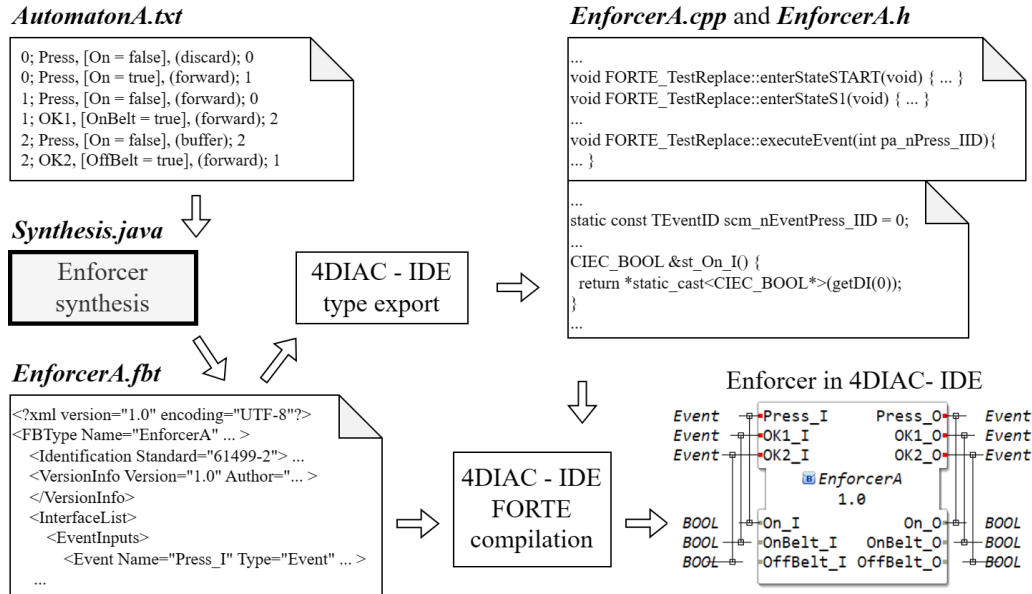 AutomatonA.txt
0; Press, [On = false], (discard); 0
0; Press, [On = true], (forward); 1
1; Press, [On = false], (forward); 0
1; OK1, [OnBelt = true], (forward); 2
2; Press, [On = false], (buffer); 2
2; OK2, [OffBelt = true], (forward); 1
EnforcerA.cpp and EnforcerA.h
...
void FORTE_TestReplace::enterStateSTART(void) { ... }
void FORTE_TestReplace::enterStateS1(void) { ... }
...
void FORTE_TestReplace::executeEvent(int pa_nPress_IID){
... }
...
static const TEventID scm_nEventPress_IID = 0;
...
CIEC_BOOL &st_On_I() {
return *static_cast<CIEC_BOOL*>(getDI(0));
}
...
Synthesis.java
Enforcer
synthesis
4DIAC - IDE
type export
EnforcerA.fbt
<?xml version="1.0" encoding="UTF-8"?>
<FBType Name="EnforcerA" ... >
<Identification Standard="61499-2"> ...
<VersionInfo Version="1.0" Author="... >
</VersionInfo>
<InterfaceList>
<EventInputs>
<Event Name="Press_I" Type="Event" ... >
...
4DIAC - IDE
FORTE
compilation
Enforcer in 4DIAC- IDE
Event Press_I Press_O Event
Event OK1_I OK1_O Event
Event OK2_I OK2_O Event
B EnforcerA
1.0
BOOL On_I On_O BOOL
BOOL OnBelt_I OnBelt_O BOOL
BOOL OffBelt_I OffBelt_O BOOL